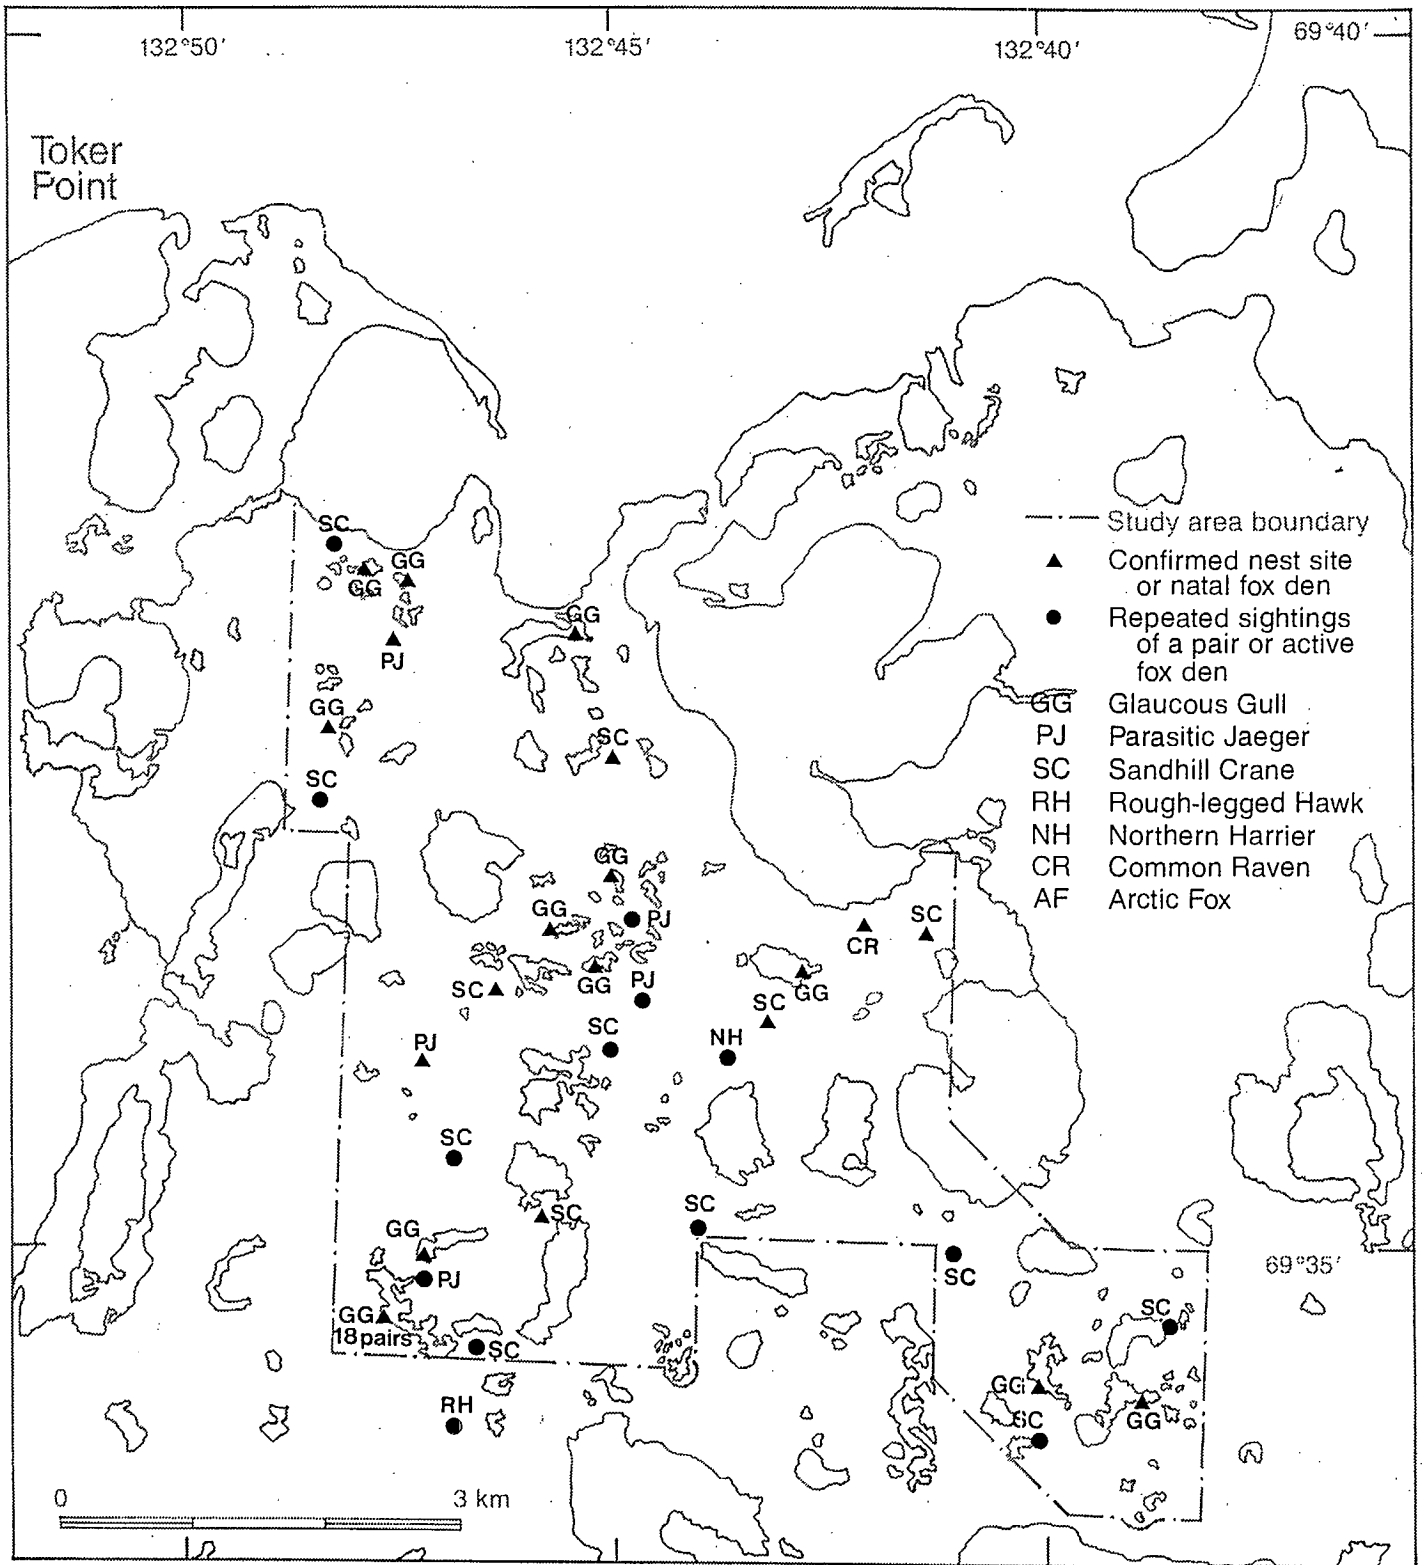 132°50′
132°45′
132°40′
69°40′
Toker
Point
SC
GG
GG
Study area boundary
Confirmed nest site
or natal fox den
Repeated sightings
of a pair or active
fox den
GG Glaucous Gull
PJ Parasitic Jaeger
SC Sandhill Crane
RH Rough-legged Hawk
NH Northern Harrier
CR Common Raven
AF Arctic Fox
GG
PJ
GG
SC
SC
GG
GG
PJ
SC
CR
GG
SC
PJ
GG
SC
SC
NH
PJ
SC
SC
SC
GG
SC
69°35′
PJ
SC
GG
18 pairs
SC
GG
GG
SC
RH
0 3 km